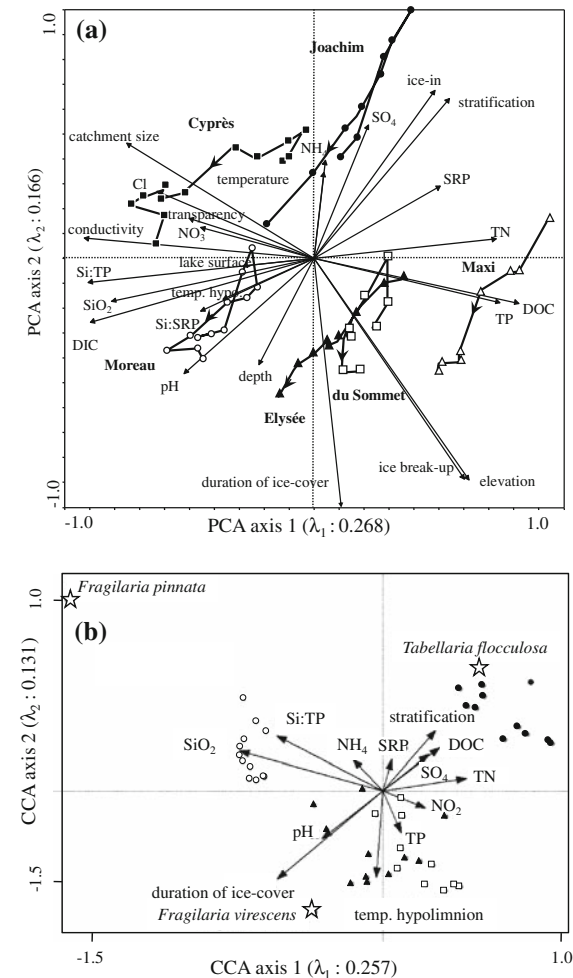 1.0
(a)
Joachim
ice-in
stratification
SO4
Cyprès
catchment size
NH4
temperature
SRP
Cl
transparency
NO3
conductivity
TN
Maxi
lake surface
Si:TP
temp. hypo
SiO2
DOC
TP
Si:SRP
DIC
Moreau
pH
depth
du Sommet
Elysée
ice break-up
duration of ice-cover
elevation
PCA axis 2 (λ2 : 0.166)
-1.0
-1.0
PCA axis 1 (λ1 : 0.268)
1.0
Fragilaria pinnata
1.0
(b)
Tabellaria flocculosa
Si:TP
stratification
SiO2
NH4
SRP
DOC
SO4
TN
NO2
pH
TP
duration of ice-cover
Fragilaria virescens
temp. hypolimnion
CCA axis 2 (λ2 : 0.131)
-1.5
-1.5
CCA axis 1 (λ1 : 0.257)
1.0